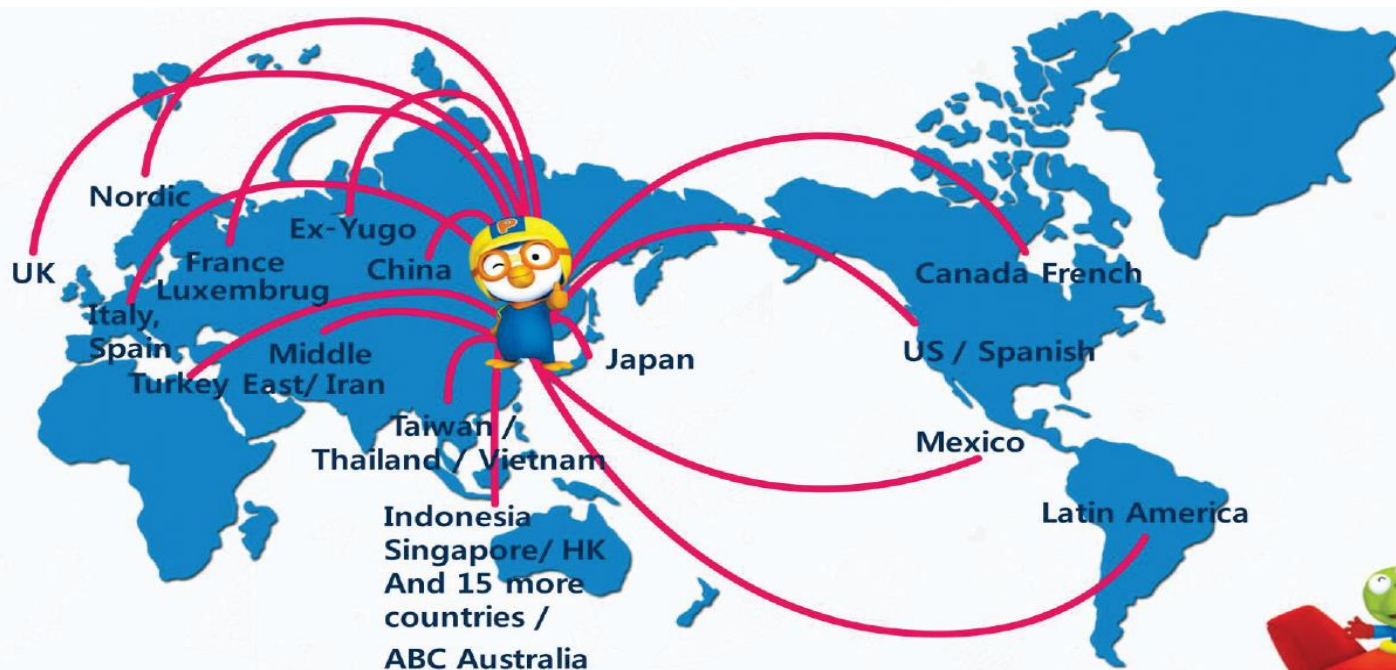 Nordic
UK
Ex-Yugo
France
Luxembrug
China
Italy,
Spain
Turkey
Middle
East/ Iran
Japan
Canada French
US / Spanish
Taiwan /
Thailand / Vietnam
Mexico
Latin America
Indonesia
Singapore/ HK
And 15 more
countries /
ABC Australia
P